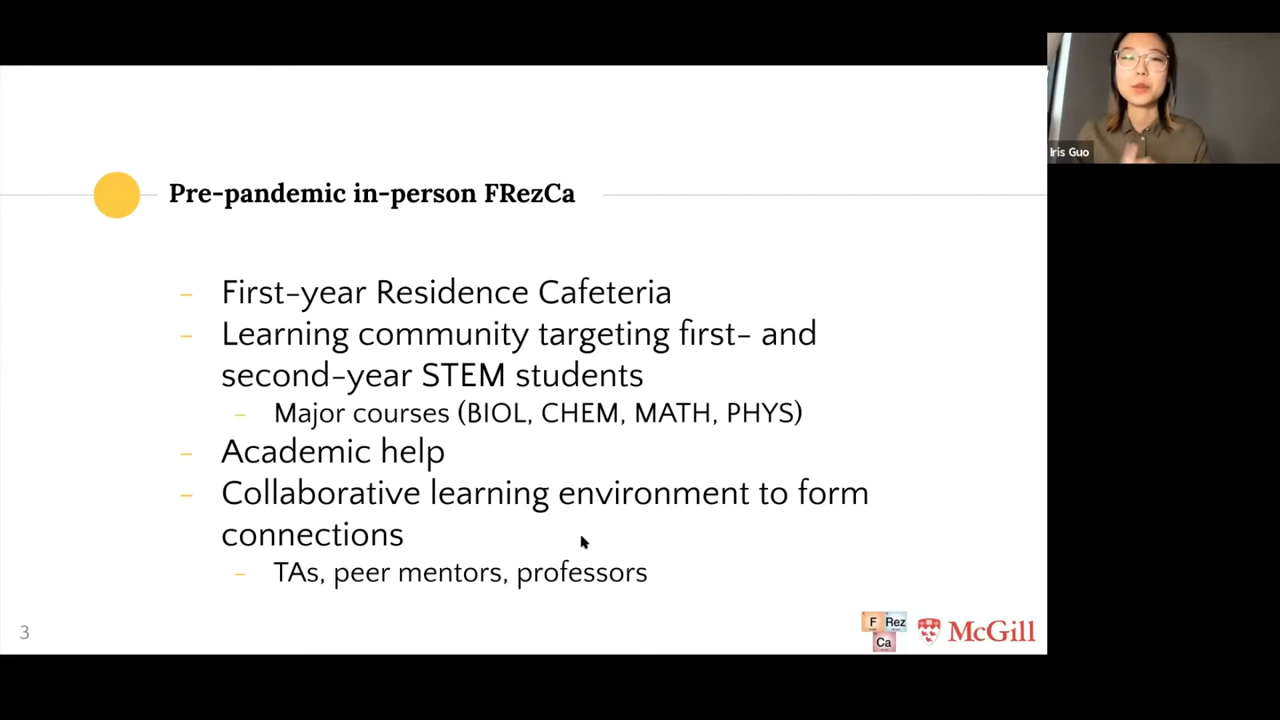 Iris Guo
Pre-pandemic in-person FRezCa
- First-year Residence Cafeteria
- Learning community targeting first- and
second-year STEM students
- Major courses (BIOL, CHEM, MATH, PHYS)
- Academic help
- Collaborative learning environment to form
connections
- TAs, peer mentors, professors
3
F Rez
Ca
McGill